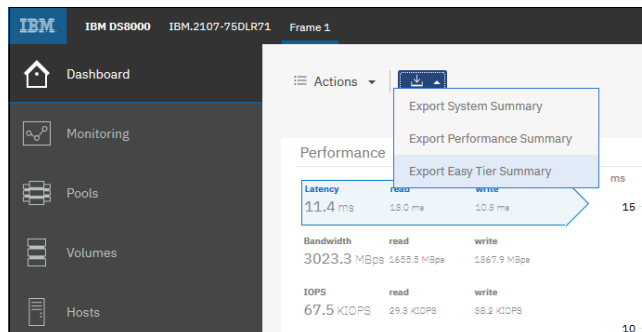 IBM IBM DS8000 IBM.2107-75DLR71 Frame 1
Dashboard
Actions
Export System Summary
Monitoring
Export Performance Summary
Performance
Export Easy Tier Summary
ms
Pools
Latency read write
11.4 ms 13.0 ms 10.3 ms
15
Bandwidth read write
Volumes
3023.3 MBps 1655.5 MBps 1367.9 MBps
IOPS read write
Hosts
67.5 KIOPS 29.3 KIOPS 38.2 KIOPS
10